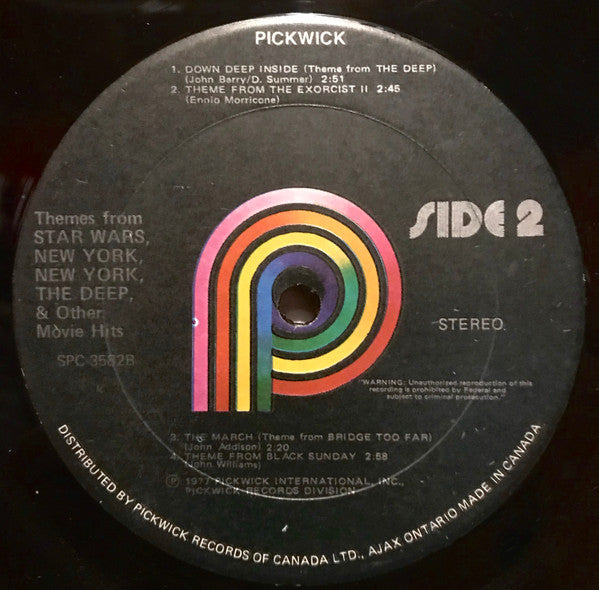 PICKWICK
1. DOWN DEEP INSIDE (Theme from THE DEEP)
(John Barry/D. Summer) 2:51
2. THEME FROM THE EXORCIST II 2:45
(Ennio Morricone)
SIDE 2
Themes from
STAR WARS,
NEW YORK,
NEW YORK,
THE DEEP,
& Other
Movie Hits
SPC-3582B
STEREO
"WARNING: Unauthorized reproduction of this
recording is prohibited by Federal and
subject to criminal prosecution."
3. THE MARCH (Theme from BRIDGE TOO FAR)
(John Addison) 2:20
4. THEME FROM BLACK SUNDAY 2:58
(John Williams)
Ⓟ 1977 PICKWICK INTERNATIONAL, INC.,
PICKWICK RECORDS DIVISION
DISTRIBUTED BY PICKWICK RECORDS OF CANADA LTD., AJAX ONTARIO MADE IN CANADA